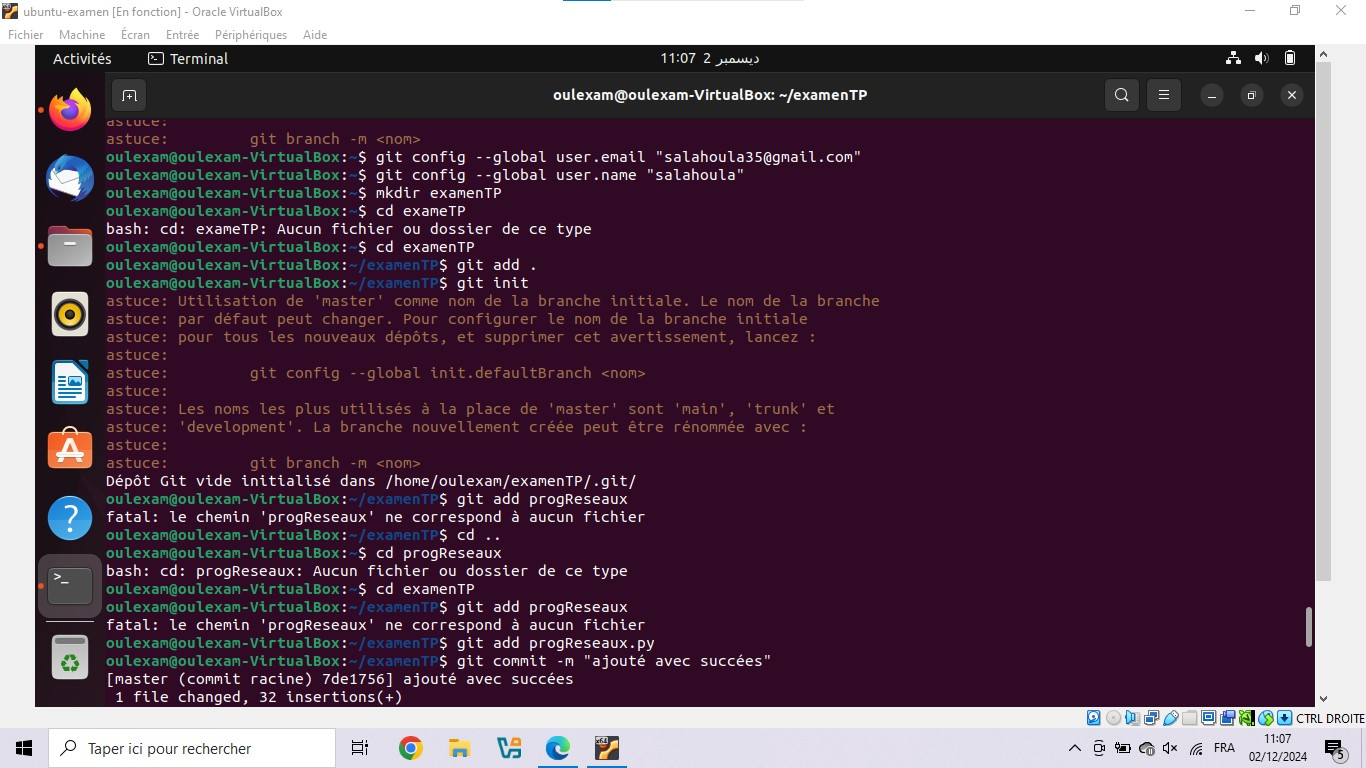 ubuntu-examen [En fonction] - Oracle VirtualBox
Fichier Machine Écran Entrée Périphériques Aide
Activités Terminal 11:07 2 ديسمبر
oulexam@oulexam-VirtualBox: ~/examenTP
astuce:
astuce: git branch -m <nom>
oulexam@oulexam-VirtualBox:~$ git config --global user.email "salahoula35@gmail.com"
oulexam@oulexam-VirtualBox:~$ git config --global user.name "salahoula"
oulexam@oulexam-VirtualBox:~$ mkdir examenTP
oulexam@oulexam-VirtualBox:~$ cd exameTP
bash: cd: exameTP: Aucun fichier ou dossier de ce type
oulexam@oulexam-VirtualBox:~$ cd examenTP
oulexam@oulexam-VirtualBox:~/examenTP$ git add .
oulexam@oulexam-VirtualBox:~/examenTP$ git init
astuce: Utilisation de 'master' comme nom de la branche initiale. Le nom de la branche
astuce: par défaut peut changer. Pour configurer le nom de la branche initiale
astuce: pour tous les nouveaux dépôts, et supprimer cet avertissement, lancez :
astuce:
astuce: git config --global init.defaultBranch <nom>
astuce:
astuce: Les noms les plus utilisés à la place de 'master' sont 'main', 'trunk' et
astuce: 'development'. La branche nouvellement créée peut être rénommée avec :
astuce:
astuce: git branch -m <nom>
Dépôt Git vide initialisé dans /home/oulexam/examenTP/.git/
oulexam@oulexam-VirtualBox:~/examenTP$ git add progReseaux
fatal: le chemin 'progReseaux' ne correspond à aucun fichier
oulexam@oulexam-VirtualBox:~/examenTP$ cd ..
oulexam@oulexam-VirtualBox:~$ cd progReseaux
bash: cd: progReseaux: Aucun fichier ou dossier de ce type
oulexam@oulexam-VirtualBox:~$ cd examenTP
oulexam@oulexam-VirtualBox:~/examenTP$ git add progReseaux
fatal: le chemin 'progReseaux' ne correspond à aucun fichier
oulexam@oulexam-VirtualBox:~/examenTP$ git add progReseaux.py
oulexam@oulexam-VirtualBox:~/examenTP$ git commit -m "ajouté avec succées"
[master (commit racine) 7de1756] ajouté avec succées
1 file changed, 32 insertions(+)
CTRL DROITE
Taper ici pour rechercher
FRA
11:07
02/12/2024
5